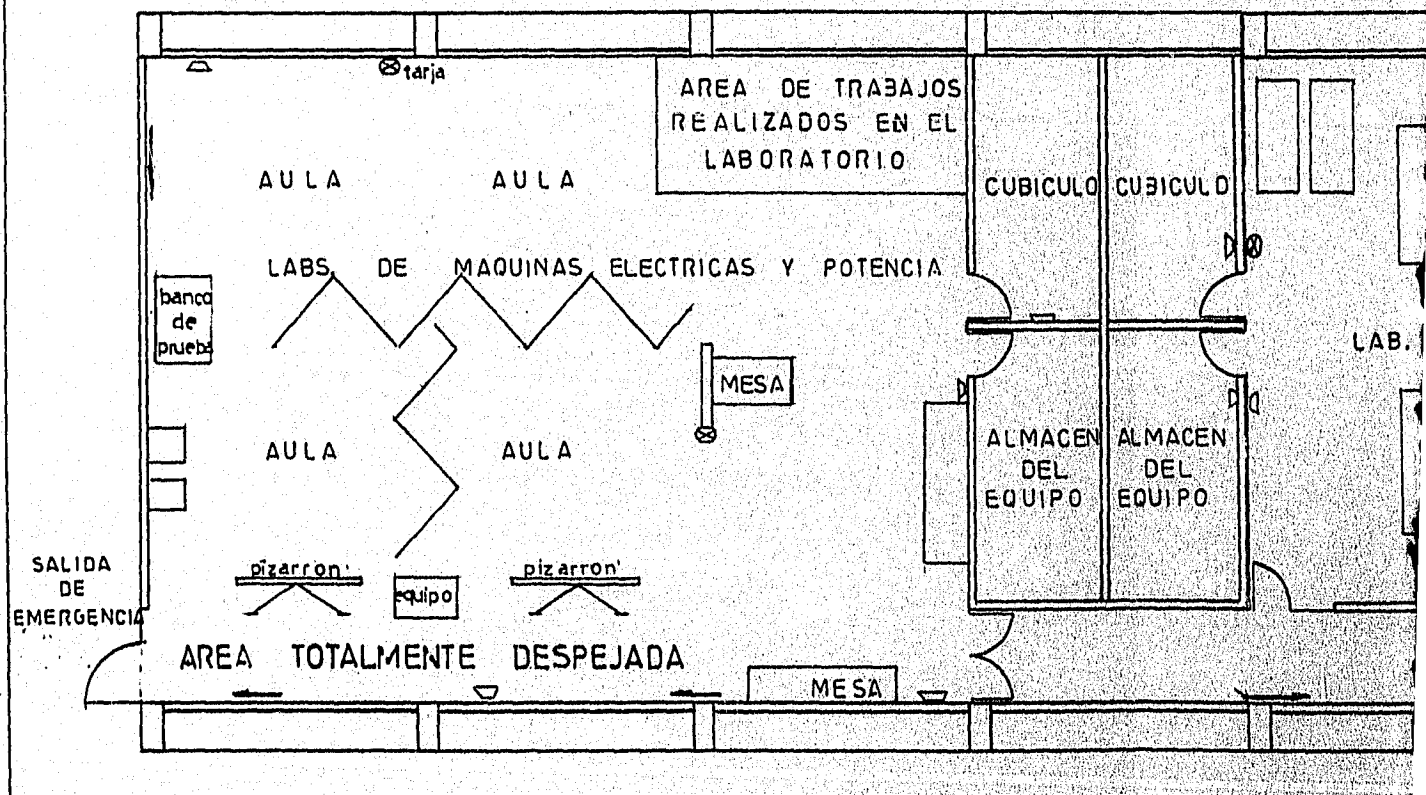 tarja
AREA DE TRABAJOS
REALIZADOS EN EL
LABORATORIO
AULA
AULA
CUBICULO
CUBICULO
LABS. DE MAQUINAS ELECTRICAS Y POTENCIA
banco
de
prueba
LAB.
MESA
AULA
AULA
ALMACEN
DEL
EQUIPO
ALMACEN
DEL
EQUIPO
SALIDA
DE
EMERGENCIA
pizarron
equipo
pizarron
AREA TOTALMENTE DESPEJADA
MESA